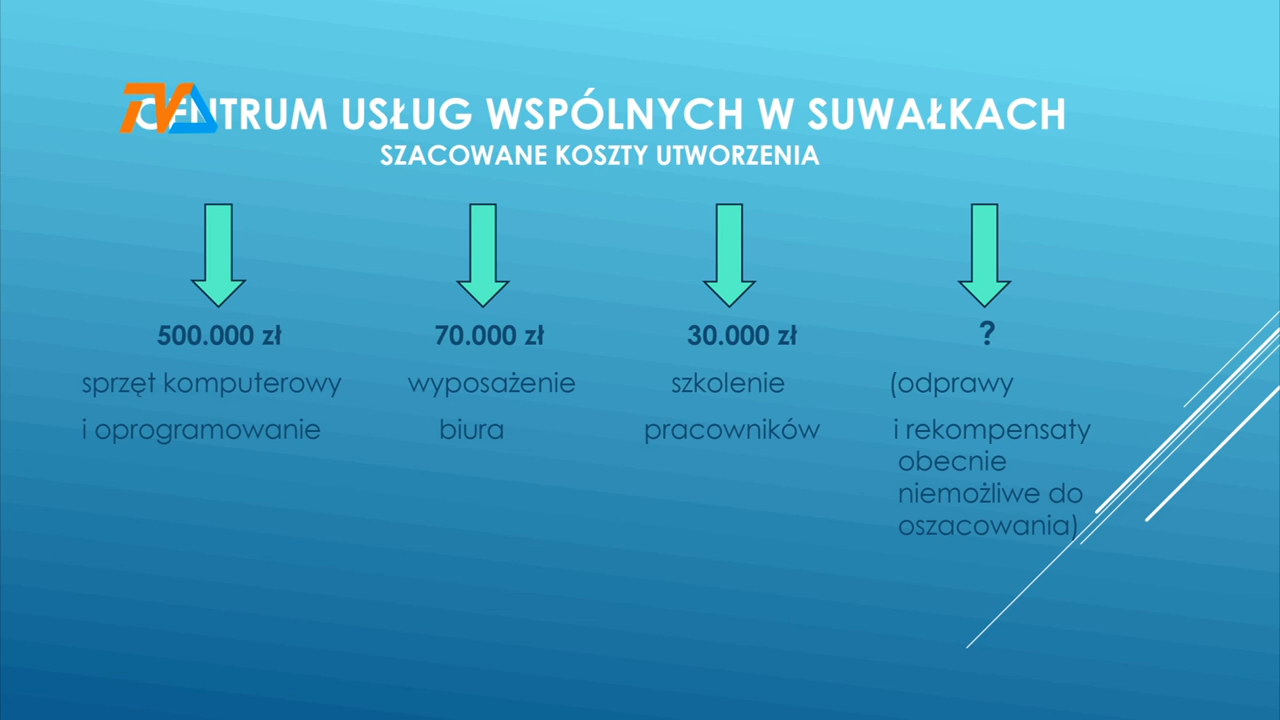 CENTRUM USŁUG WSPÓLNYCH W SUWAŁKACH
TV
SZACOWANE KOSZTY UTWORZENIA
500.000 zł
sprzęt komputerowy
i oprogramowanie
70.000 zł
wyposażenie
biura
30.000 zł
szkolenie
pracowników
?
(odprawy
i rekompensaty
obecnie
niemożliwe do
oszacowania)